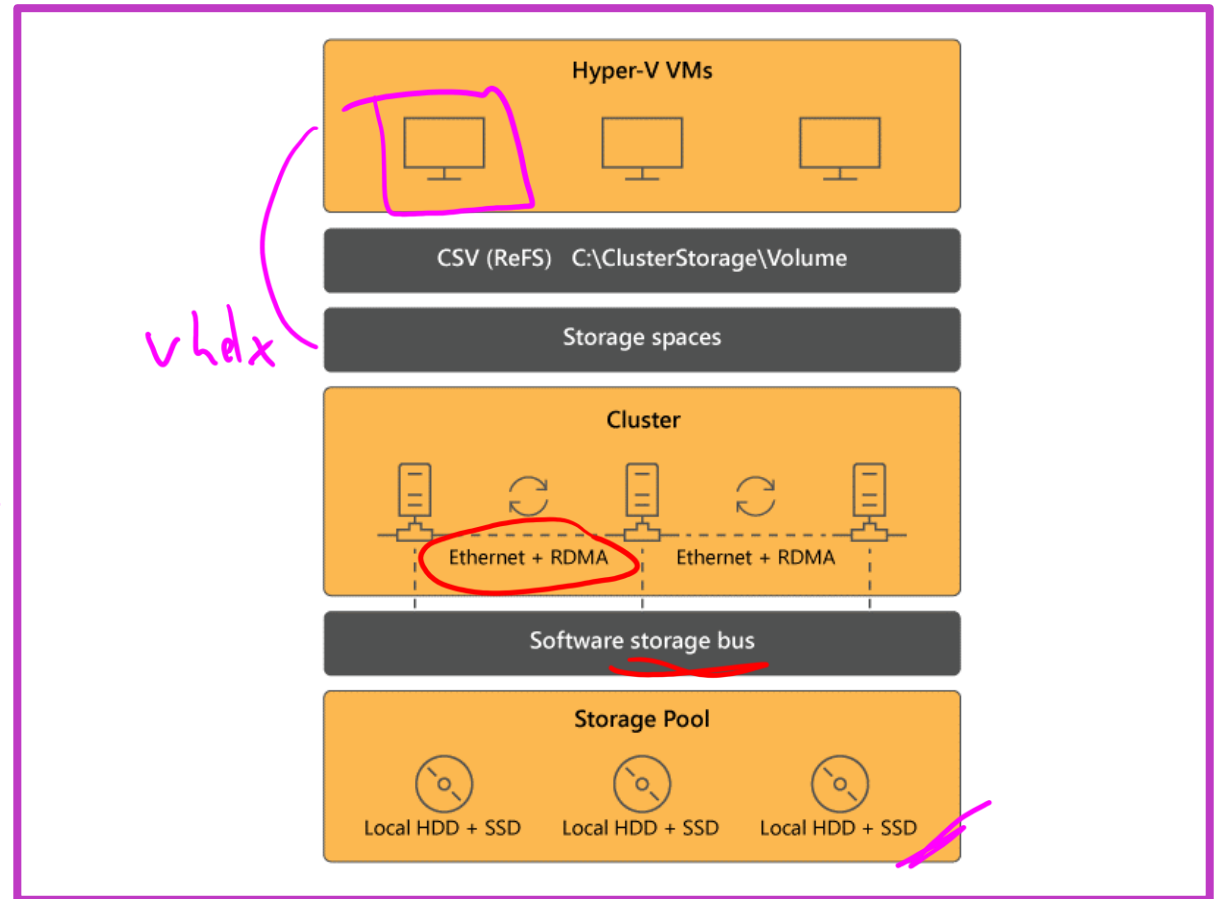 Hyper-V VMs
CSV (ReFS) C:\ClusterStorage\Volume
vhdx
Storage spaces
Cluster
Ethernet + RDMA Ethernet + RDMA
Software storage bus
Storage Pool
Local HDD + SSD Local HDD + SSD Local HDD + SSD